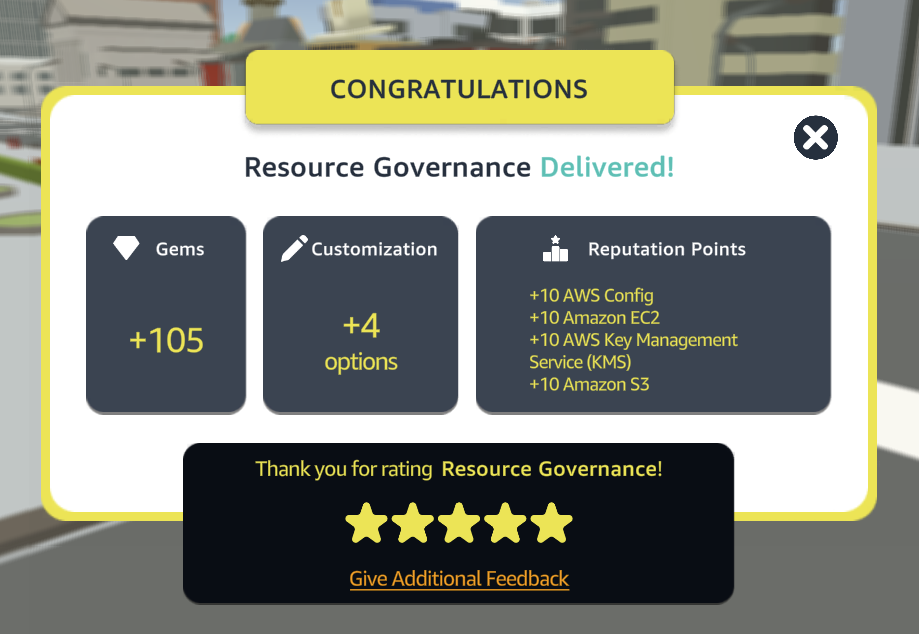 CONGRATULATIONS
Resource Governance Delivered!
Gems
+105
Customization
+4
options
Reputation Points
+10 AWS Config
+10 Amazon EC2
+10 AWS Key Management
Service (KMS)
+10 Amazon S3
Thank you for rating Resource Governance!
Give Additional Feedback